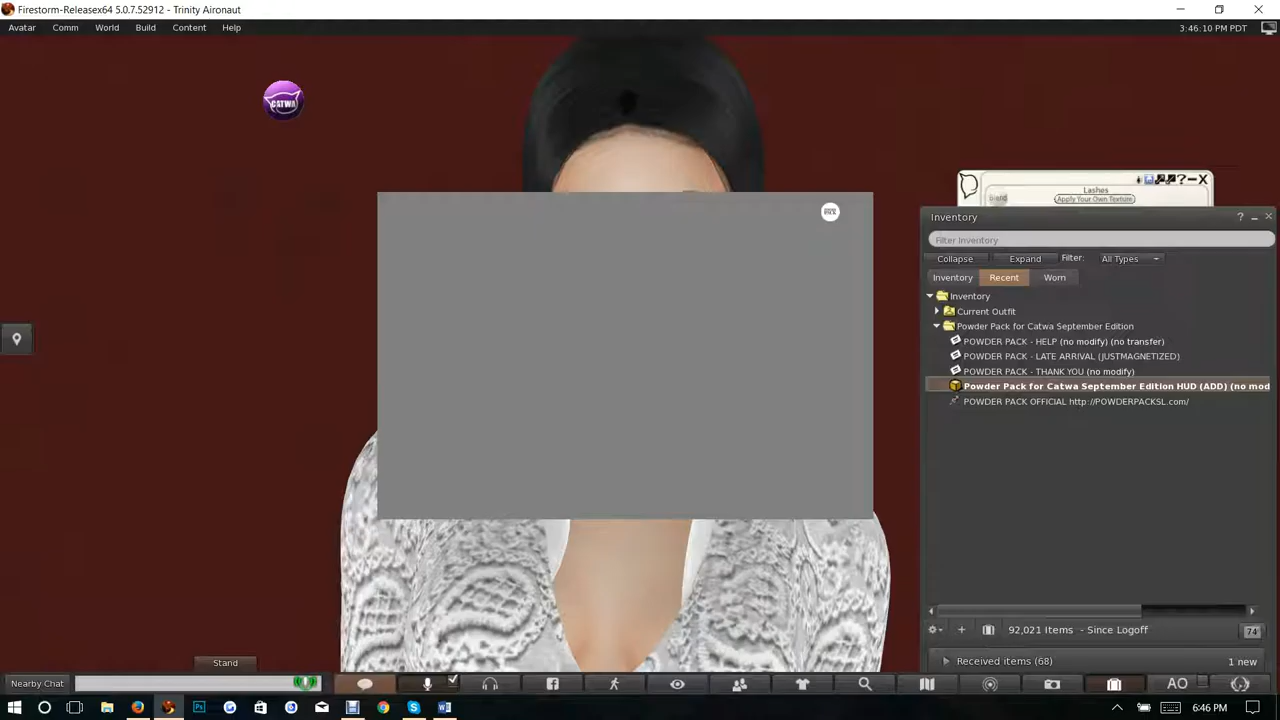 Firestorm-Releasex64 5.0.7.52912 - Trinity Aironaut
Avatar Comm World Build Content Help
3:46:10 PM PDT
CATWA
Lashes
Apply Your Own Texture
Inventory
Filter Inventory
Collapse Expand Filter: All Types
Inventory Recent Worn
Inventory
Current Outfit
Powder Pack for Catwa September Edition
POWDER PACK - HELP (no modify) (no transfer)
POWDER PACK - LATE ARRIVAL (JUSTMAGNETIZED)
POWDER PACK - THANK YOU (no modify)
Powder Pack for Catwa September Edition HUD (ADD) (no mod
POWDER PACK OFFICIAL http://POWDERPACKSL.com/
92,021 Items - Since Logoff
74
Received items (68) 1 new
Stand
Nearby Chat
AO
6:46 PM